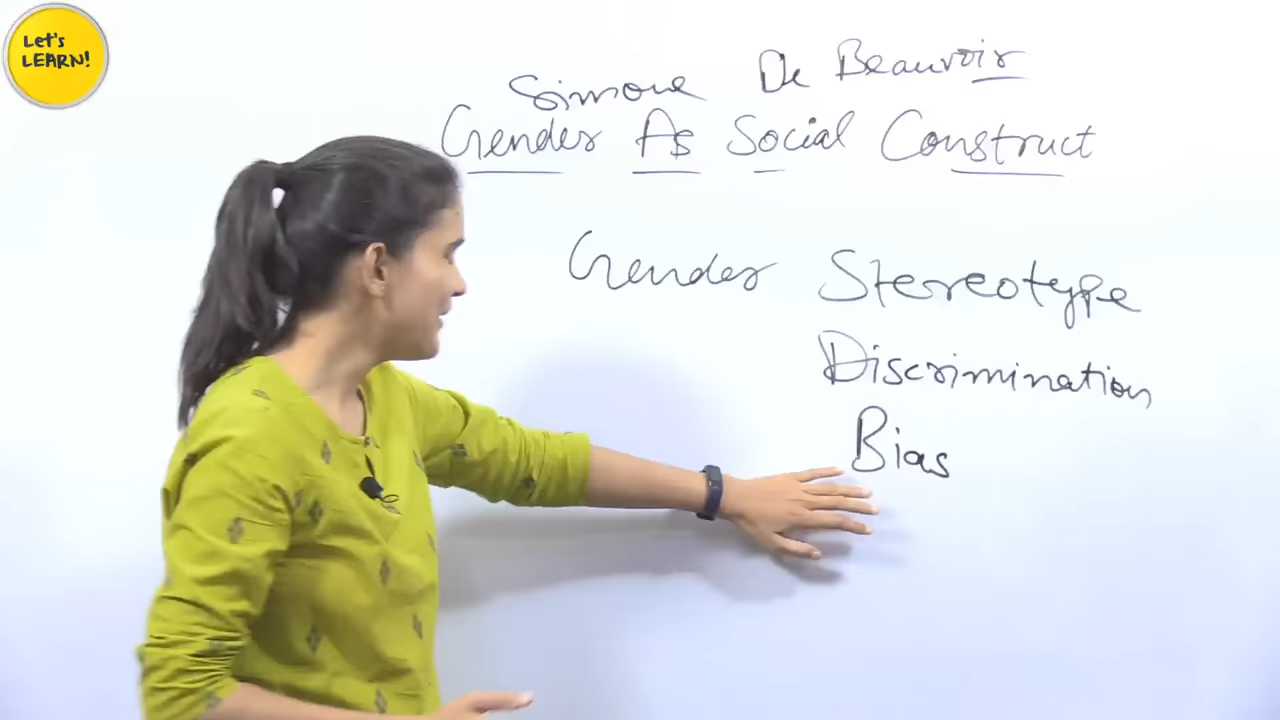 Let's
LEARN!
Simone De Beauvoir
Gender As Social Construct
Gender Stereotype
Discrimination
Bias